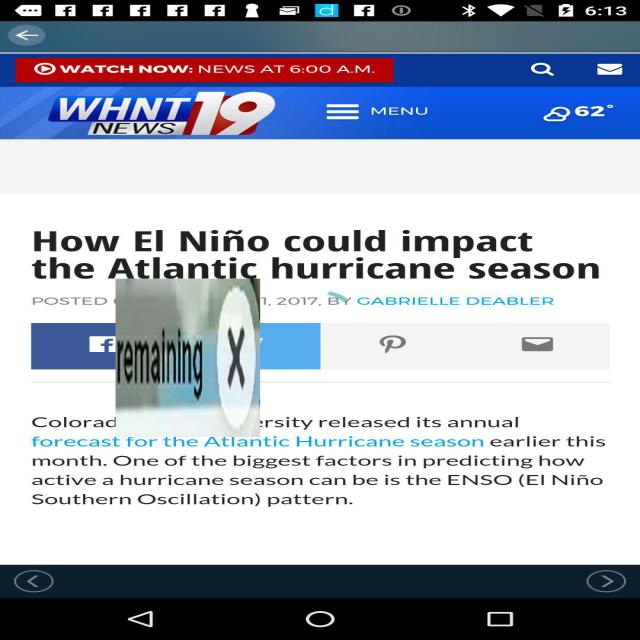 6:13
WATCH NOW: NEWS AT 6:00 A.M.
WHNT NEWS 19
MENU
62°
How El Niño could impact
the Atlantic hurricane season
POSTED 1, 2017, BY GABRIELLE DEABLER
remaining X
ersity released its annual
forecast for the Atlantic Hurricane season earlier this
month. One of the biggest factors in predicting how
active a hurricane season can be is the ENSO (El Niño
Southern Oscillation) pattern.